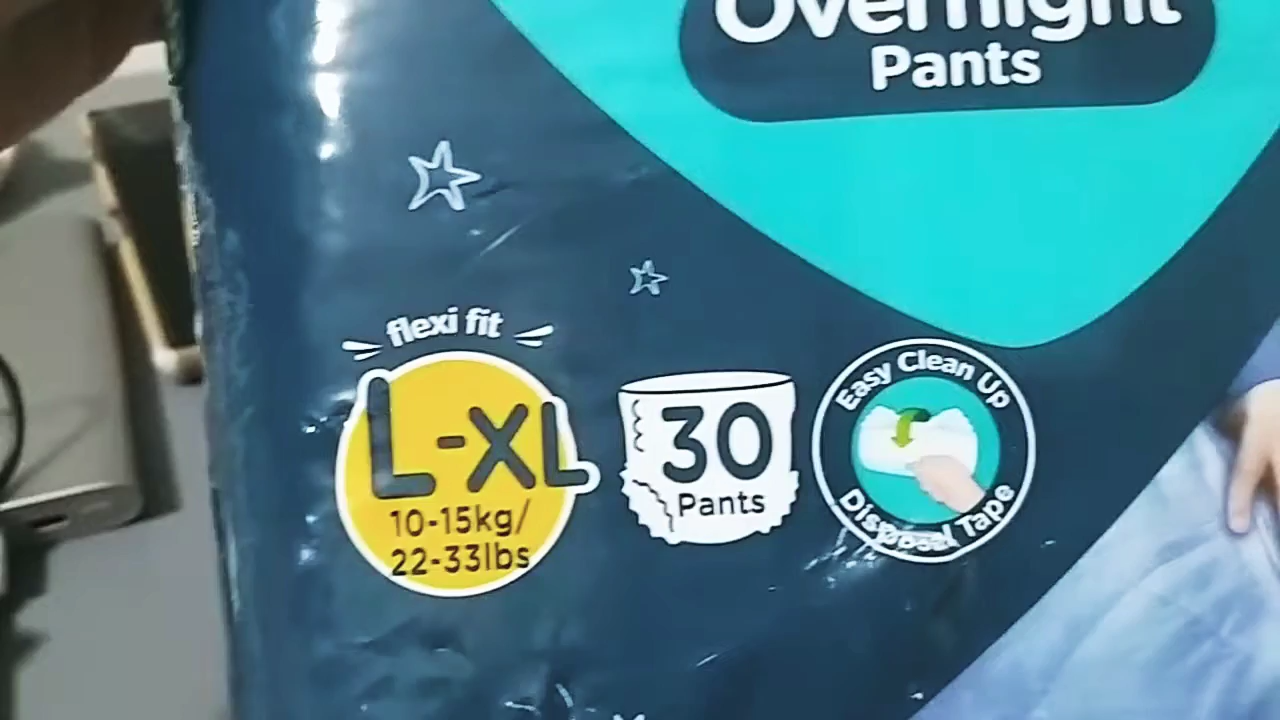 Overnight
Pants
flexi fit
L-XL
10-15kg/
22-33lbs
30
Pants
Easy Clean Up
Disposal Tape